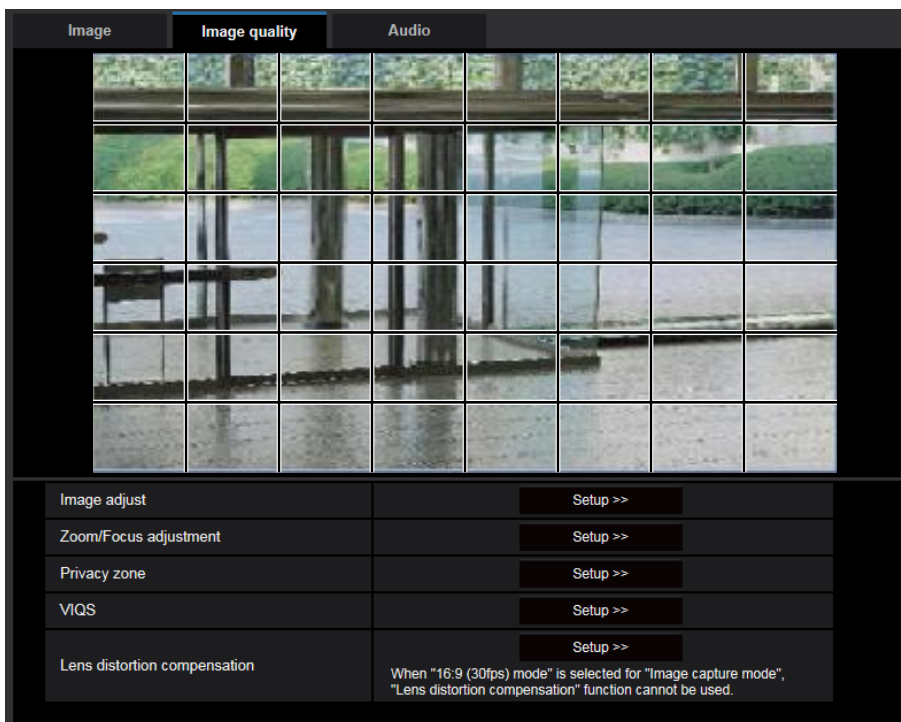 Image
Image quality
Audio
Image adjust
Setup >>
Zoom/Focus adjustment
Setup >>
Privacy zone
Setup >>
VIQS
Setup >>
Lens distortion compensation
Setup >>
When "16:9 (30fps) mode" is selected for "Image capture mode",
"Lens distortion compensation" function cannot be used.